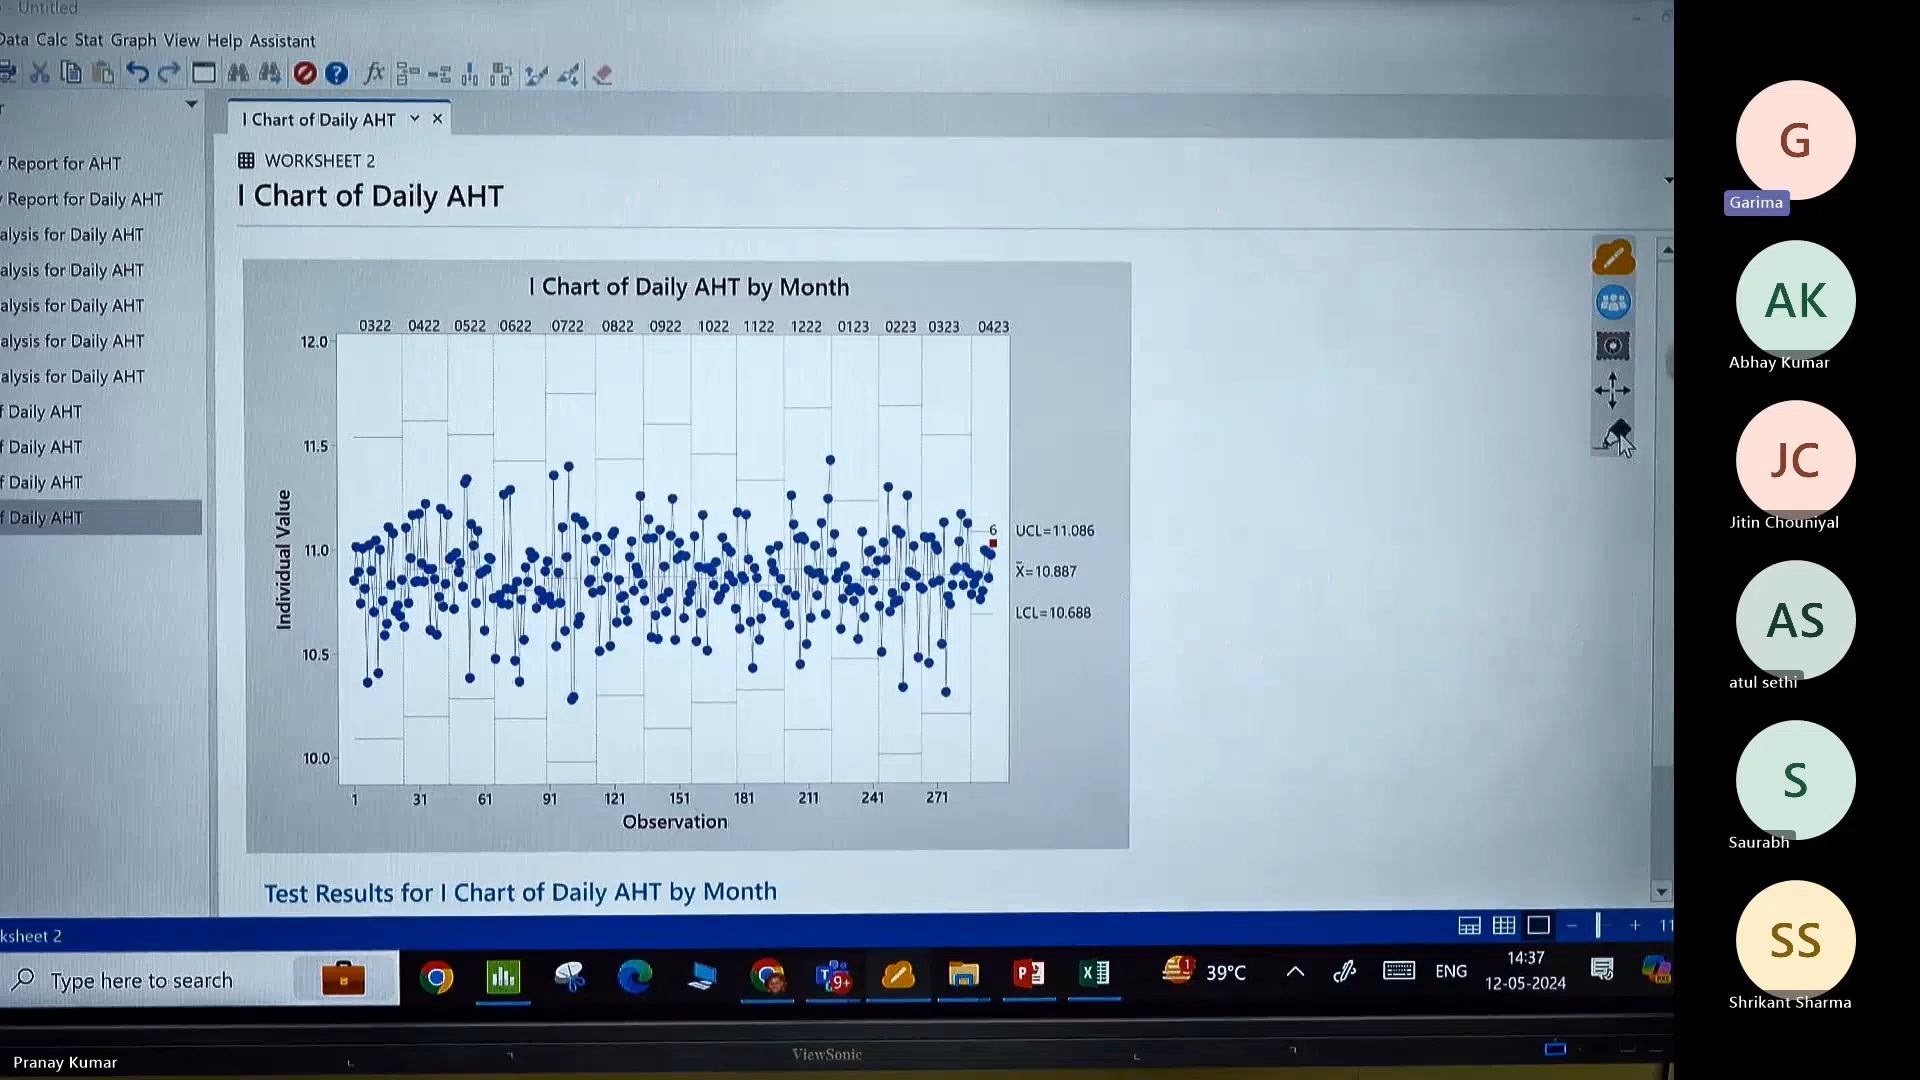 - Untitled
Data Calc Stat Graph View Help Assistant
I Chart of Daily AHT
WORKSHEET 2
I Chart of Daily AHT
Report for AHT
Report for Daily AHT
alysis for Daily AHT
alysis for Daily AHT
alysis for Daily AHT
alysis for Daily AHT
alysis for Daily AHT
f Daily AHT
f Daily AHT
f Daily AHT
f Daily AHT
I Chart of Daily AHT by Month
0322 0422 0522 0622 0722 0822 0922 1022 1122 1222 0123 0223 0323 0423
12.0
11.5
11.0
10.5
10.0
Individual Value
6
UCL=11.086
X̄=10.887
LCL=10.688
1 31 61 91 121 151 181 211 241 271
Observation
Test Results for I Chart of Daily AHT by Month
ksheet 2
11
Type here to search
9+
1
39°C
ENG
14:37
12-05-2024
ViewSonic
Pranay Kumar
G
Garima
AK
Abhay Kumar
JC
Jitin Chouniyal
AS
atul sethi
S
Saurabh
SS
Shrikant Sharma